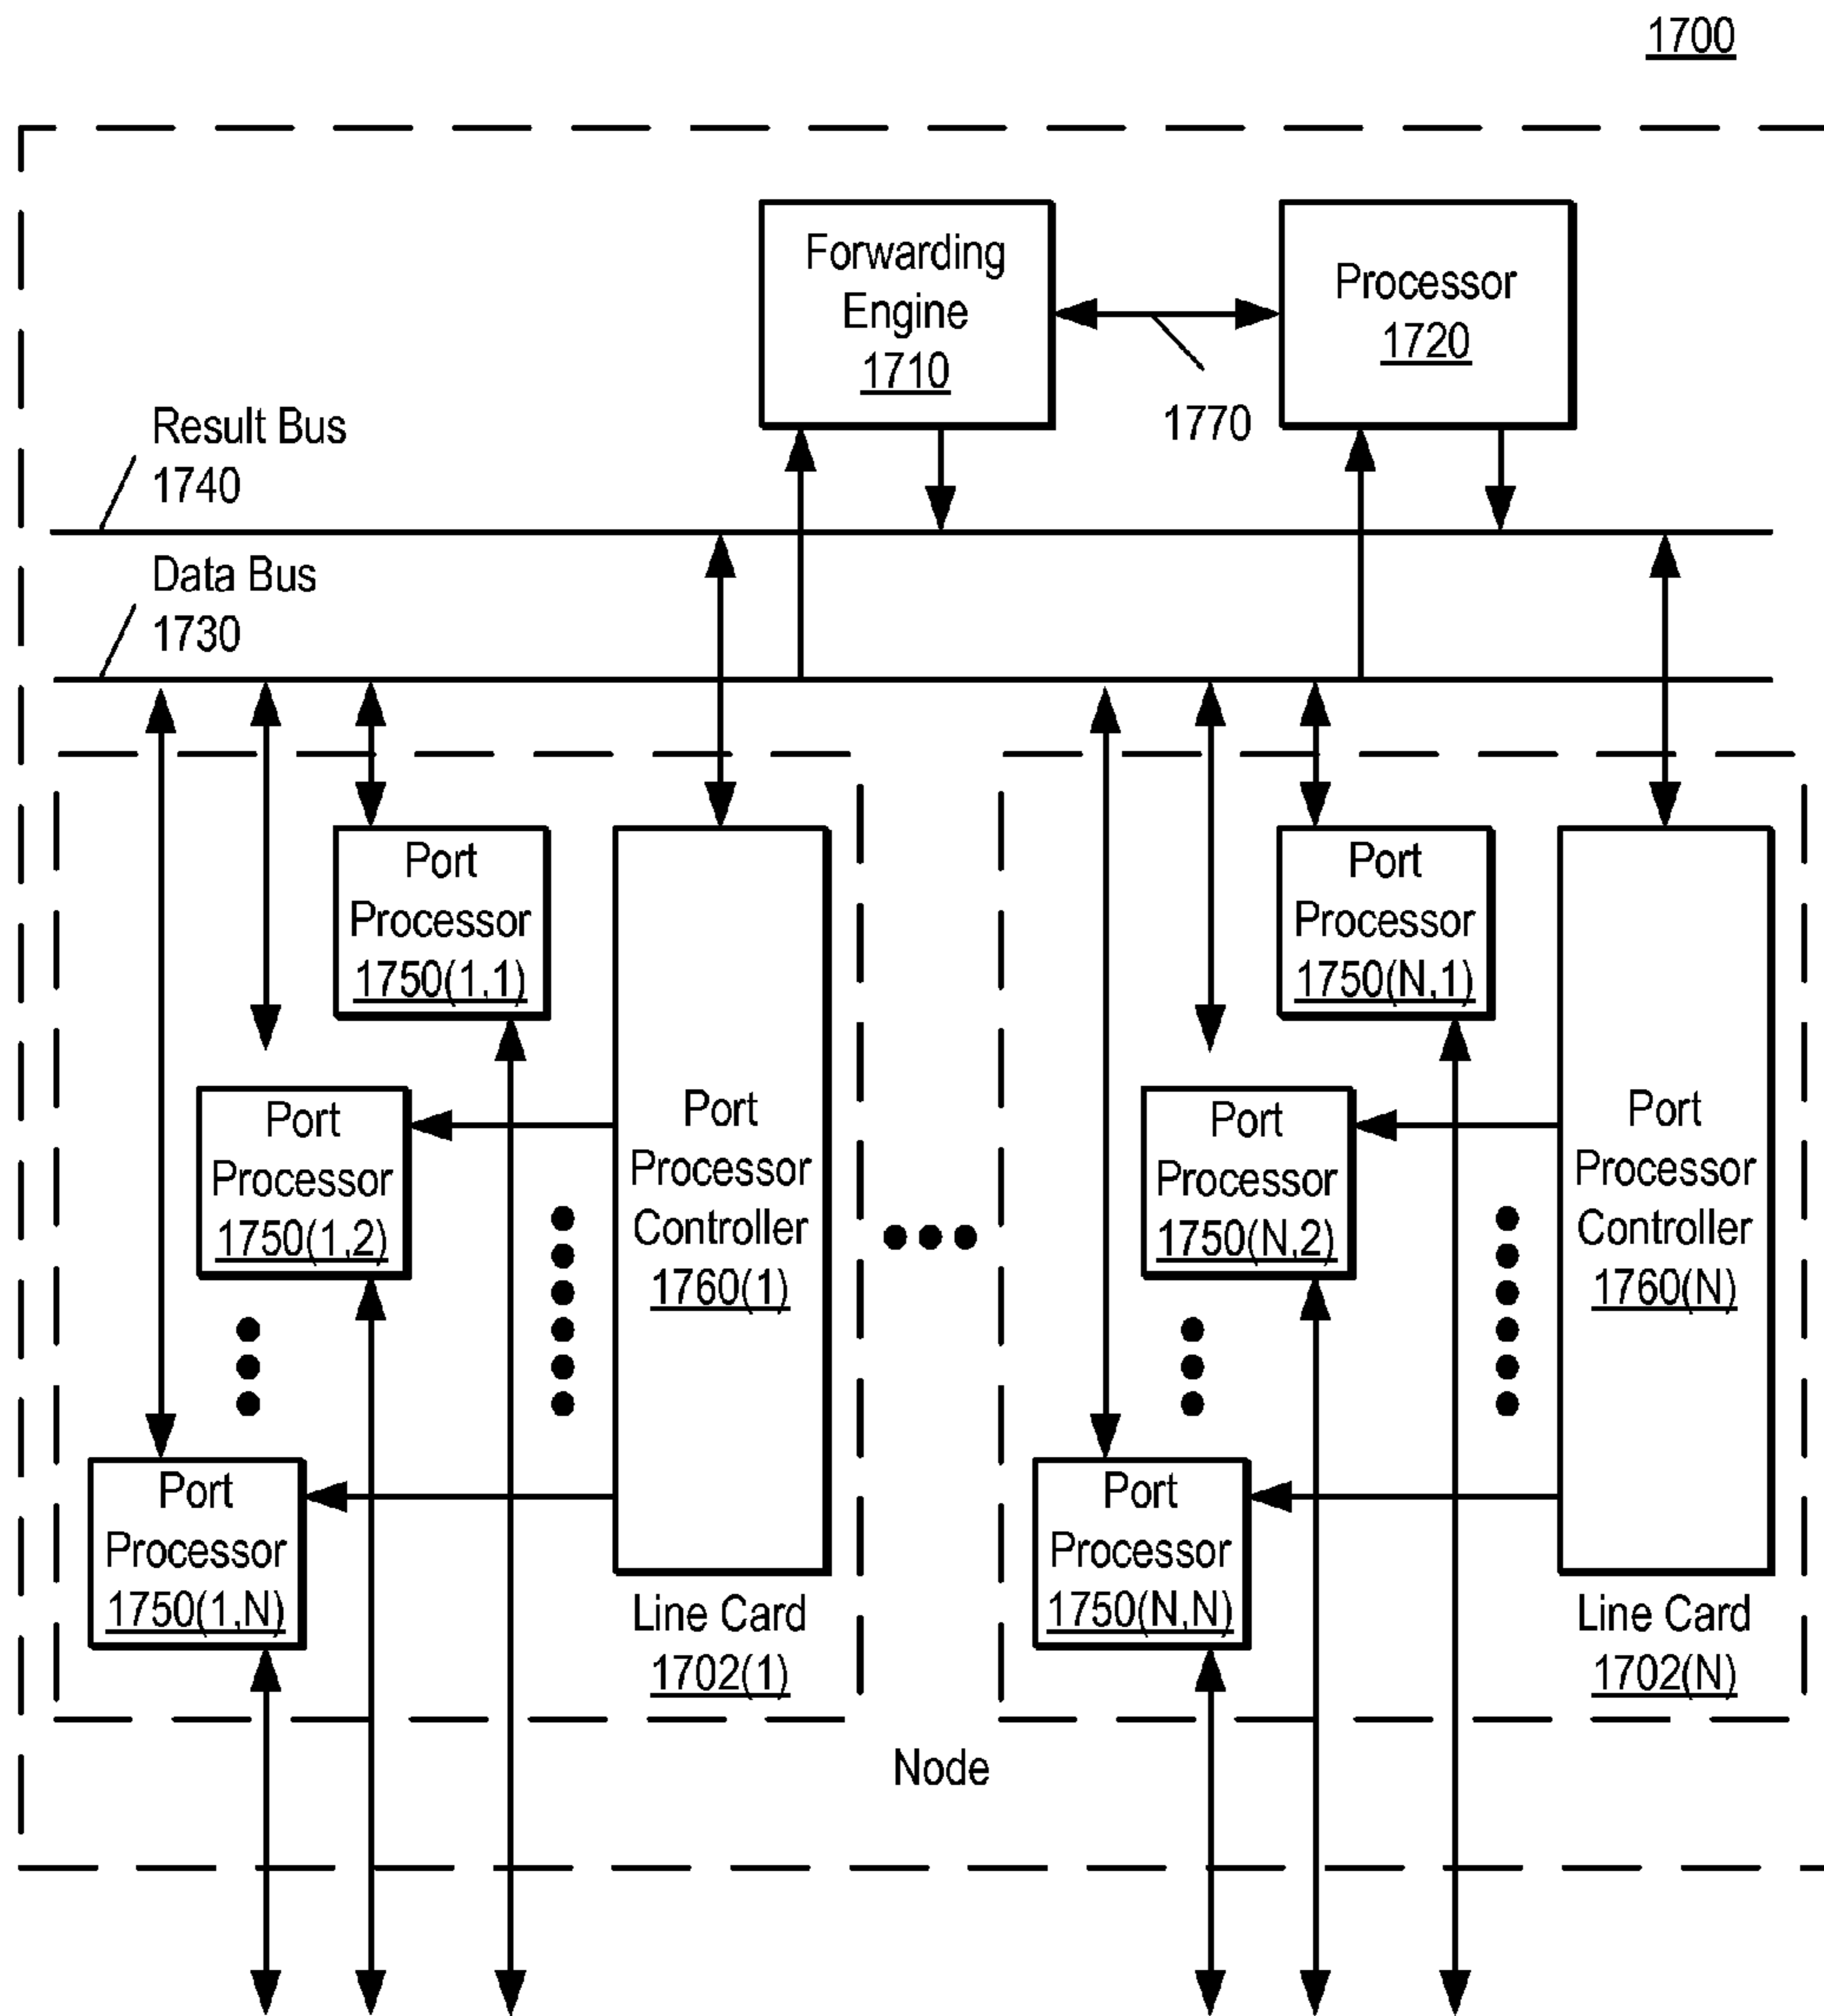 1700
Forwarding
Engine
1710
Processor
1720
1770
Result Bus
1740
Data Bus
1730
Port
Processor
1750(1,1)
Port
Processor
1750(1,2)
Port
Processor
1750(1,N)
Port
Processor
Controller
1760(1)
Line Card
1702(1)
Port
Processor
1750(N,1)
Port
Processor
1750(N,2)
Port
Processor
1750(N,N)
Port
Processor
Controller
1760(N)
Line Card
1702(N)
Node